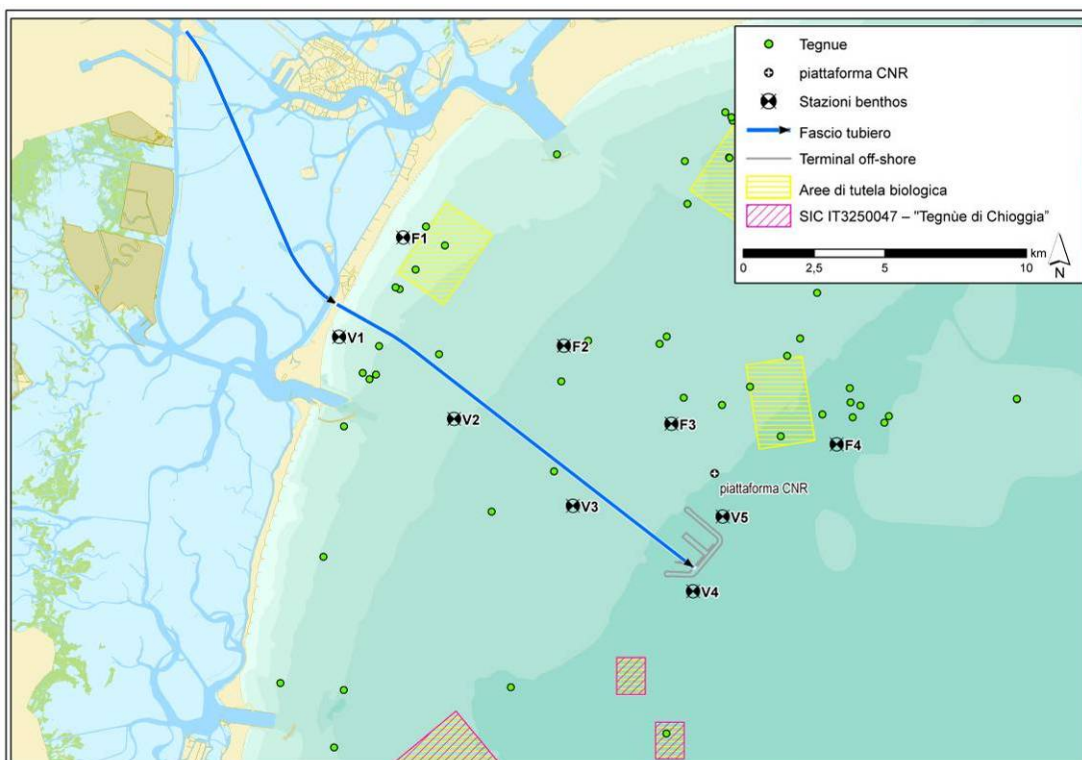 Tegnue
piattaforma CNR
Stazioni benthos
Fascio tubiero
Terminal off-shore
Aree di tutela biologica
SIC IT3250047 – "Tegnùe di Chioggia"
km
0 2,5 5 10
N
F1
V1
F2
V2
F3
F4
piattaforma CNR
V3
V5
V4